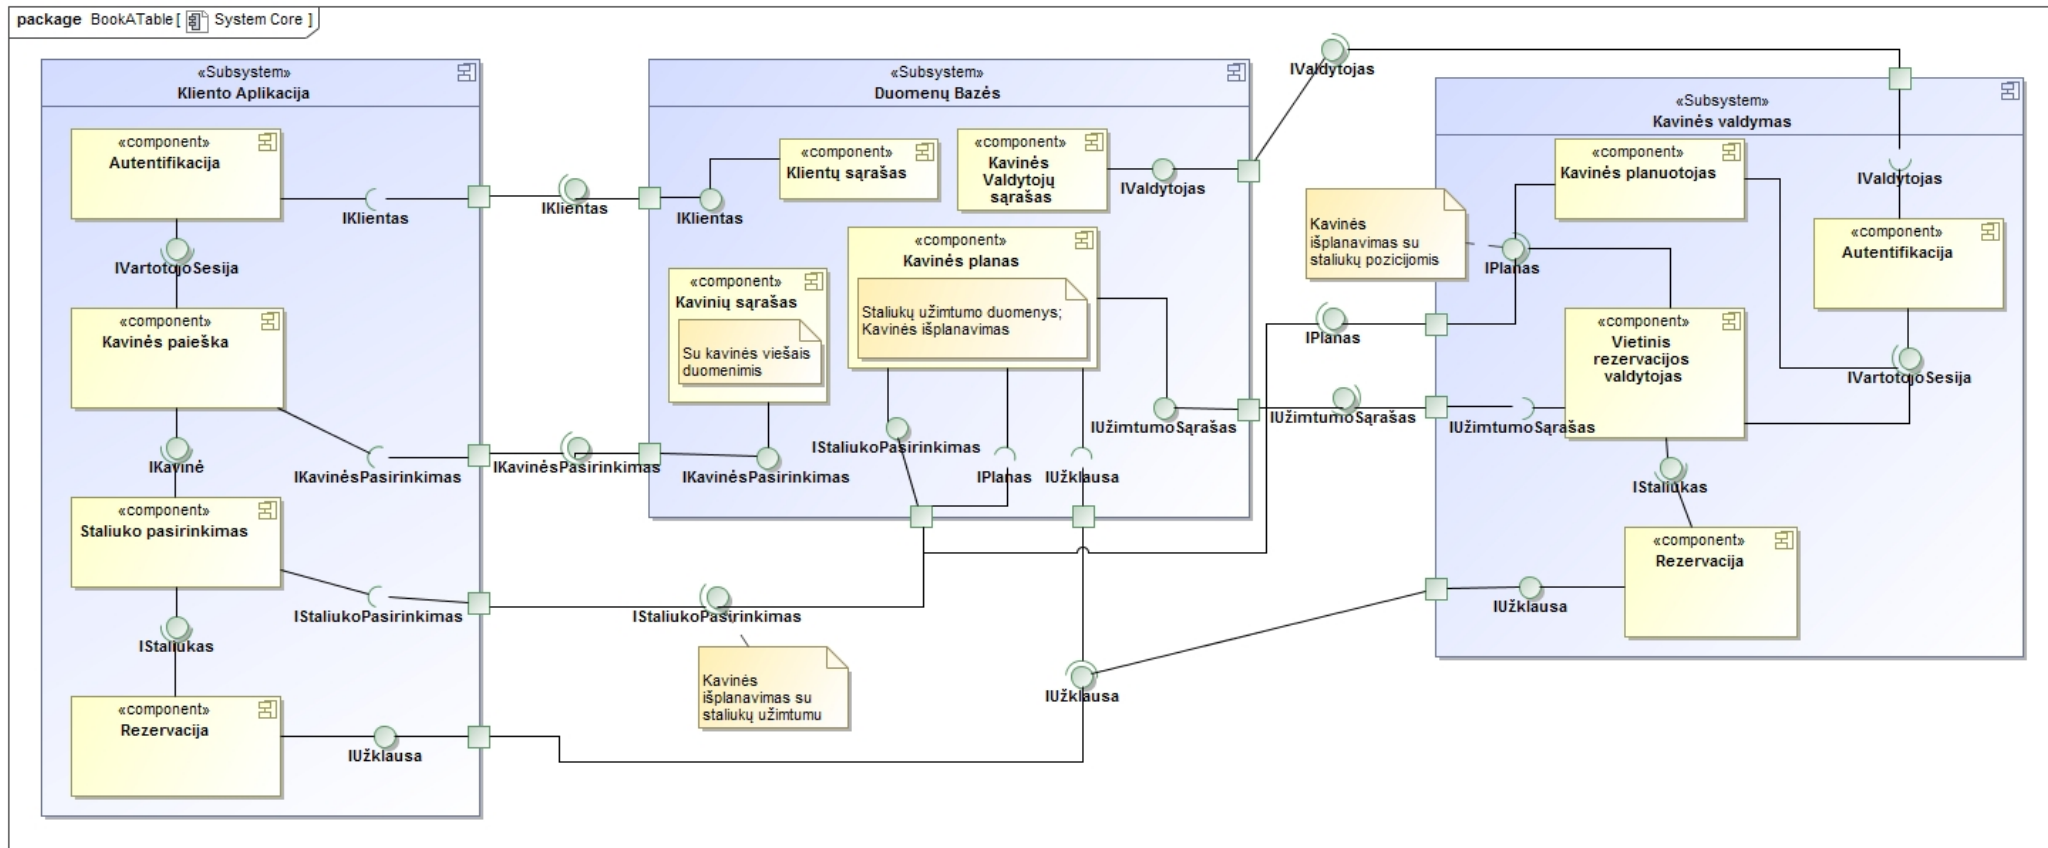 package BookATable [ System Core ]
«Subsystem»
Kliento Aplikacija
«component»
Autentifikacija
IKlientas
IVartotojoSesija
«component»
Kavinės paieška
IKavinė
IKavinėsPasirinkimas
«component»
Staliuko pasirinkimas
IStaliukoPasirinkimas
IStaliukas
«component»
Rezervacija
IUžklausa
IKlientas
IKavinėsPasirinkimas
IStaliukoPasirinkimas
Kavinės
išplanavimas su
staliukų užimtumu
«Subsystem»
Duomenų Bazės
«component»
Klientų sąrašas
IKlientas
«component»
Kavinės
Valdytojų
sąrašas
IValdytojas
«component»
Kavinių sąrašas
Su kavinės viešais
duomenimis
IKavinėsPasirinkimas
«component»
Kavinės planas
Staliukų užimtumo duomenys;
Kavinės išplanavimas
IStaliukoPasirinkimas
IPlanas
IUžklausa
IUžimtumoSąrašas
IValdytojas
IPlanas
IUžimtumoSąrašas
IUžklausa
«Subsystem»
Kavinės valdymas
«component»
Kavinės planuotojas
IValdytojas
Kavinės
išplanavimas su
staliukų pozicijomis
IPlanas
«component»
Autentifikacija
«component»
Vietinis
rezervacijos
valdytojas
IVartotojoSesija
IUžimtumoSąrašas
IStaliukas
«component»
Rezervacija
IUžklausa